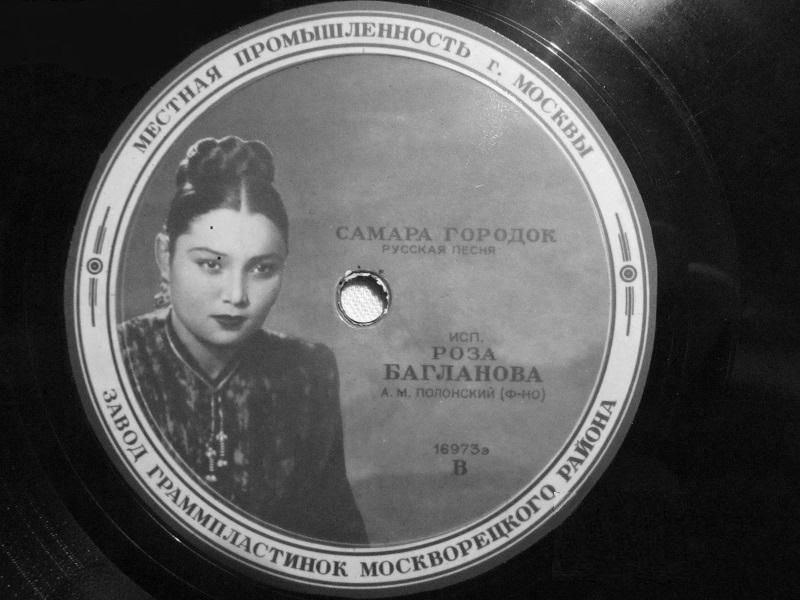 МЕСТНАЯ ПРОМЫШЛЕННОСТЬ г. МОСКВЫ
САМАРА ГОРОДОК
РУССКАЯ ПЕСНЯ
ИСП.
РОЗА
БАГЛАНОВА
А. М. ПОЛОНСКИЙ (Ф-НО)
16973э
В
ЗАВОД ГРАММПЛАСТИНОК МОСКВОРЕЦКОГО РАЙОНА